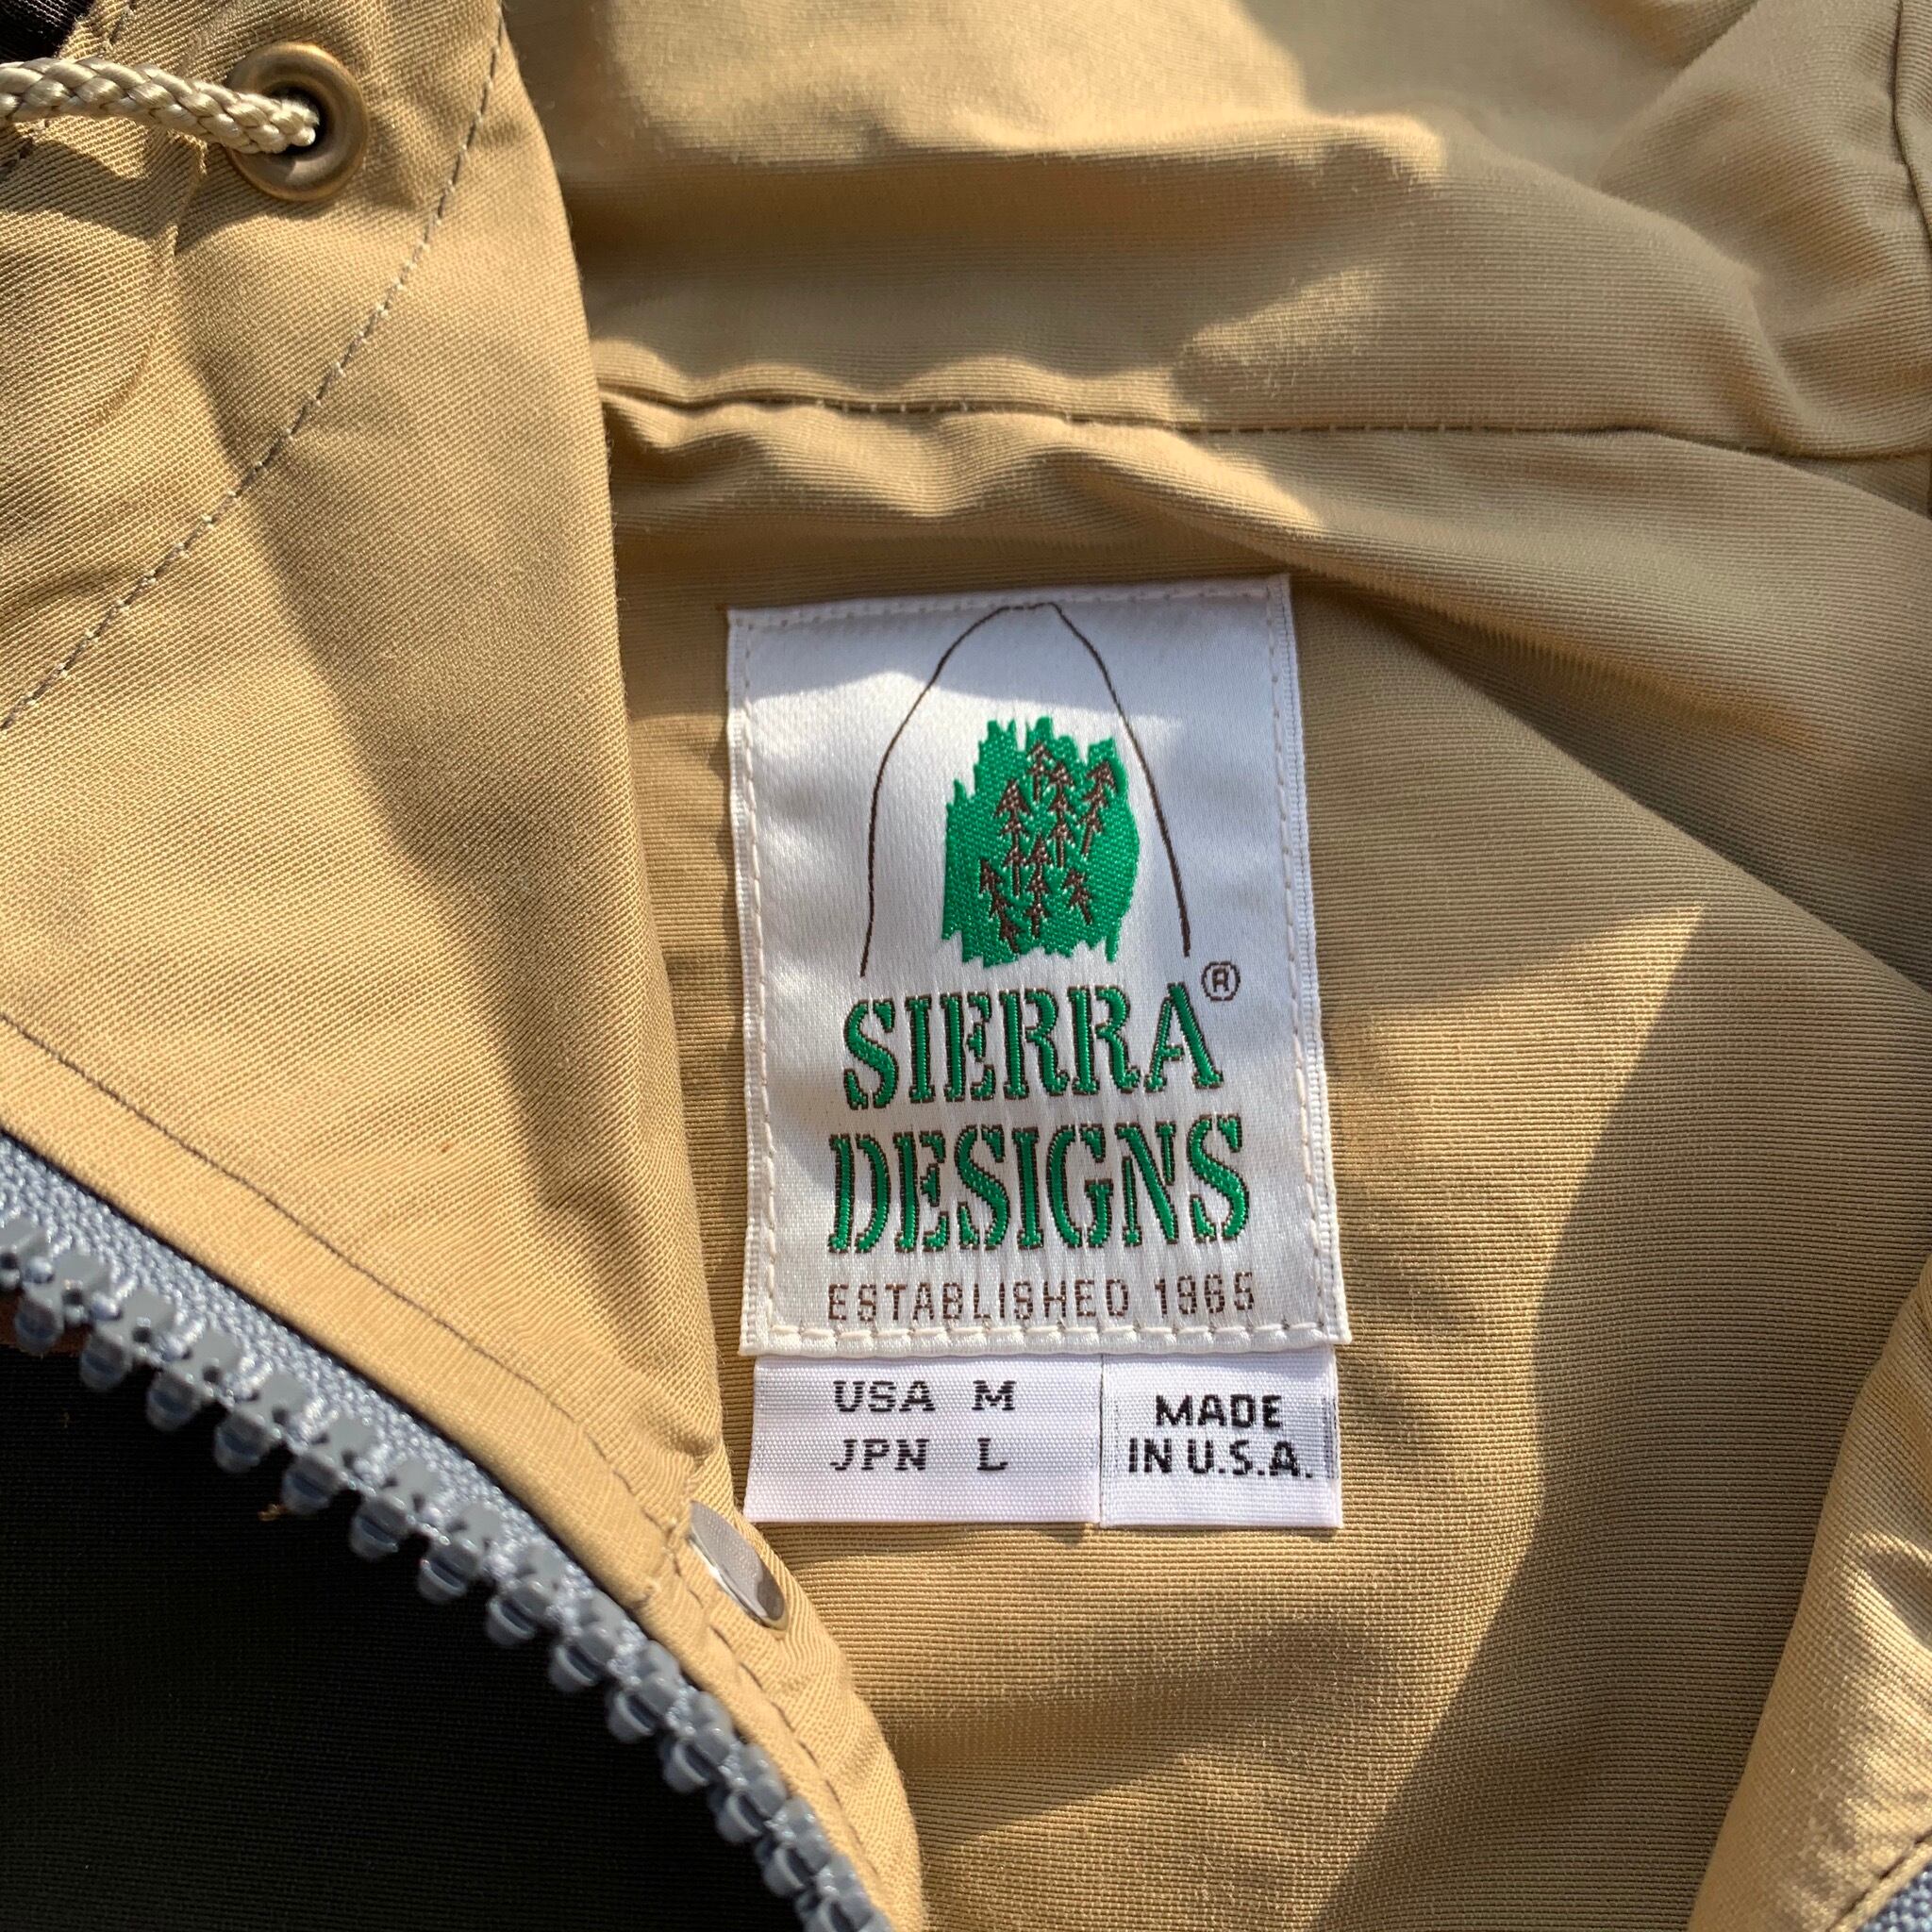 SIERRA®
DESIGNS
ESTABLISHED 1965
USA M
JPN L
MADE
IN U.S.A.